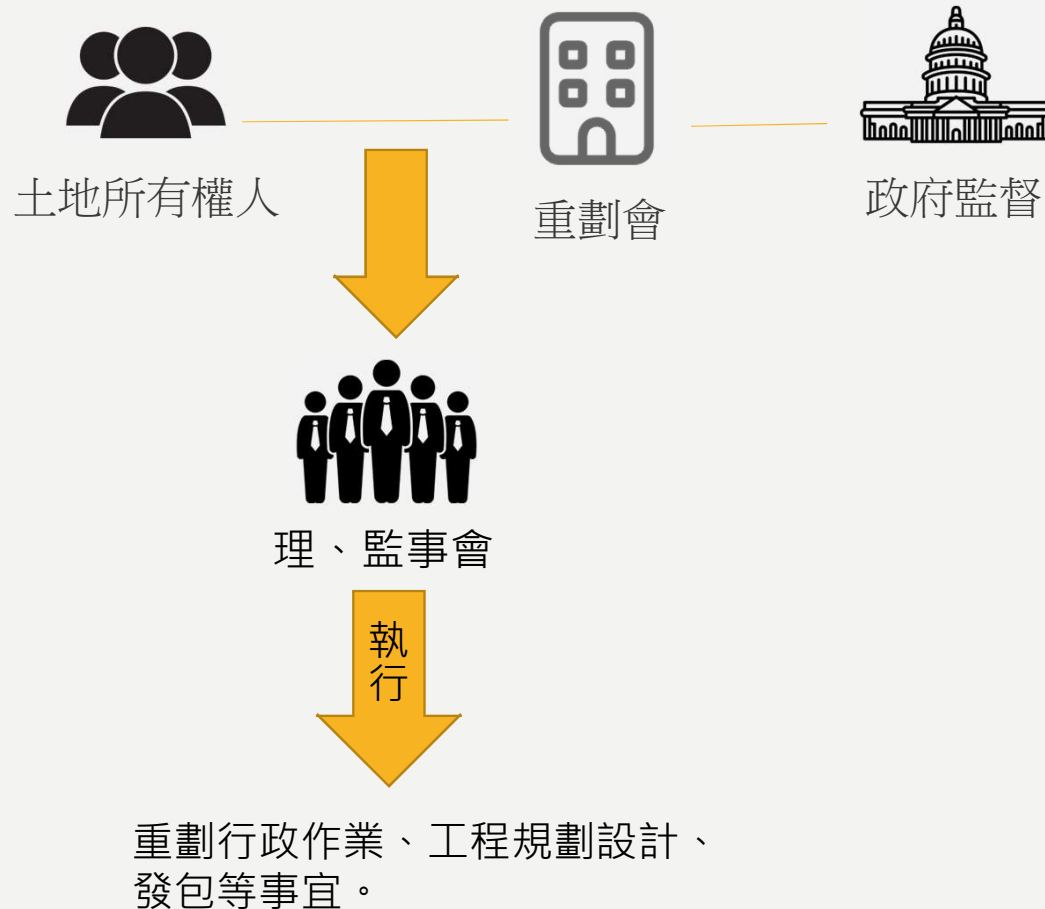 土地所有權人
重劃會
政府監督
理、監事會
執
行
重劃行政作業、工程規劃設計、
發包等事宜。